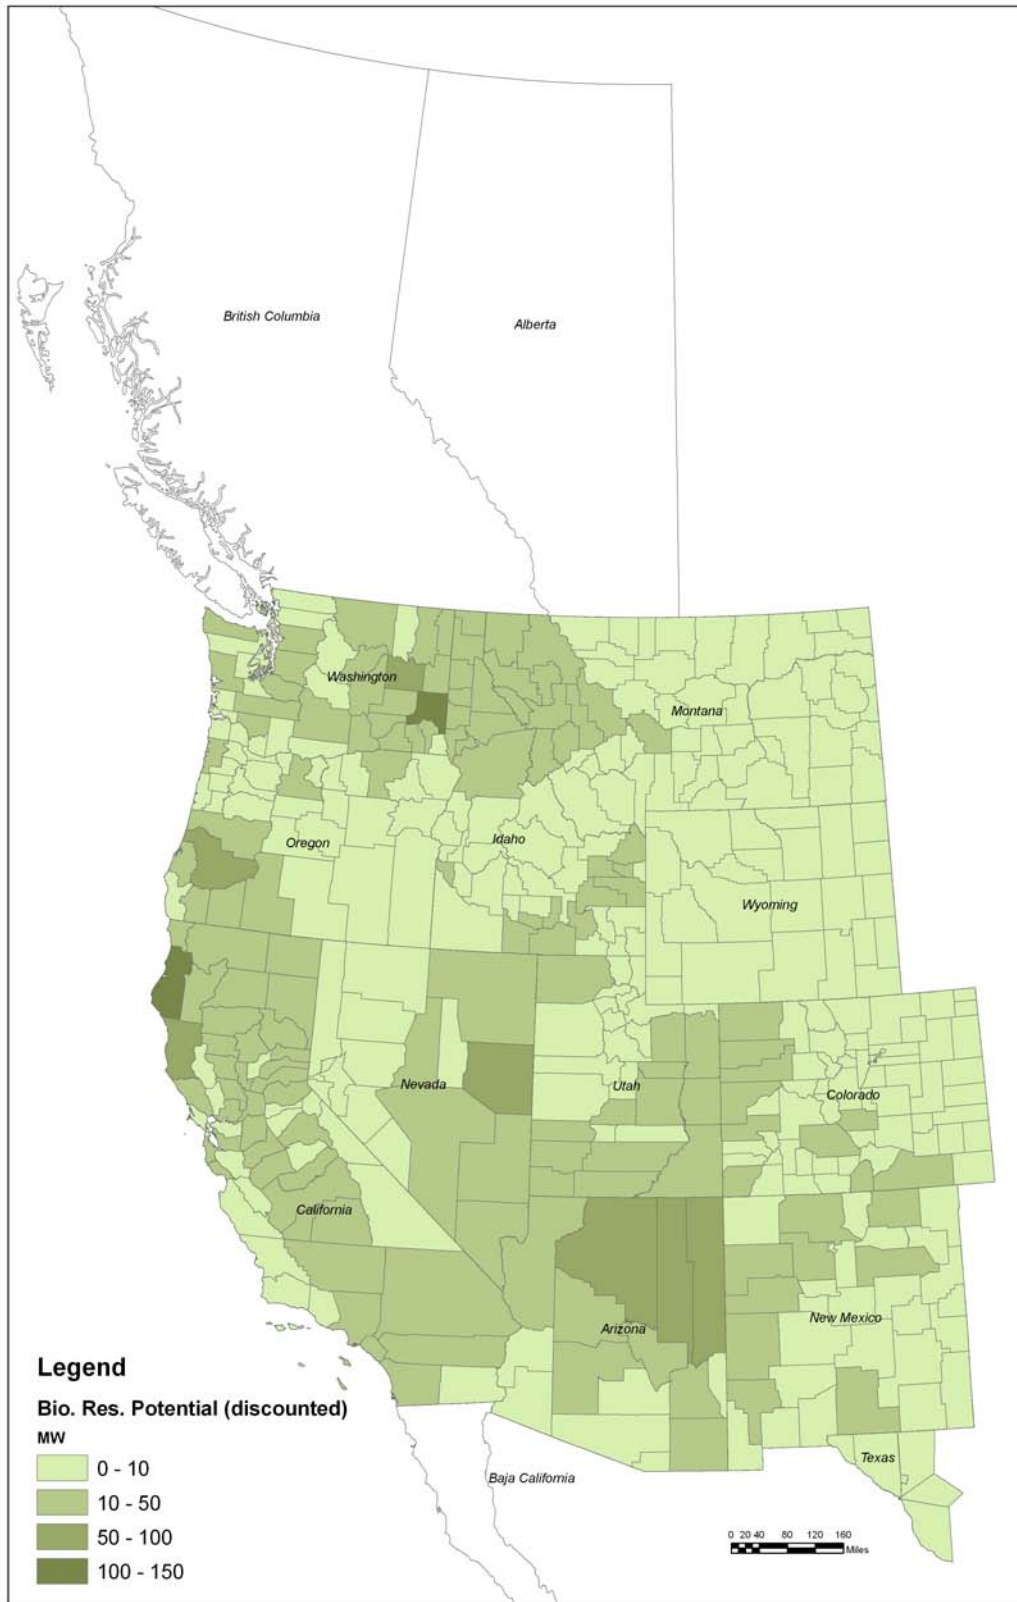 British Columbia
Alberta
Washington
Montana
Oregon
Idaho
Wyoming
Nevada
Utah
Colorado
California
Arizona
New Mexico
Texas
Baja California
Legend
Bio. Res. Potential (discounted)
MW
0 - 10
10 - 50
50 - 100
100 - 150
0 20 40 80 120 160
Miles